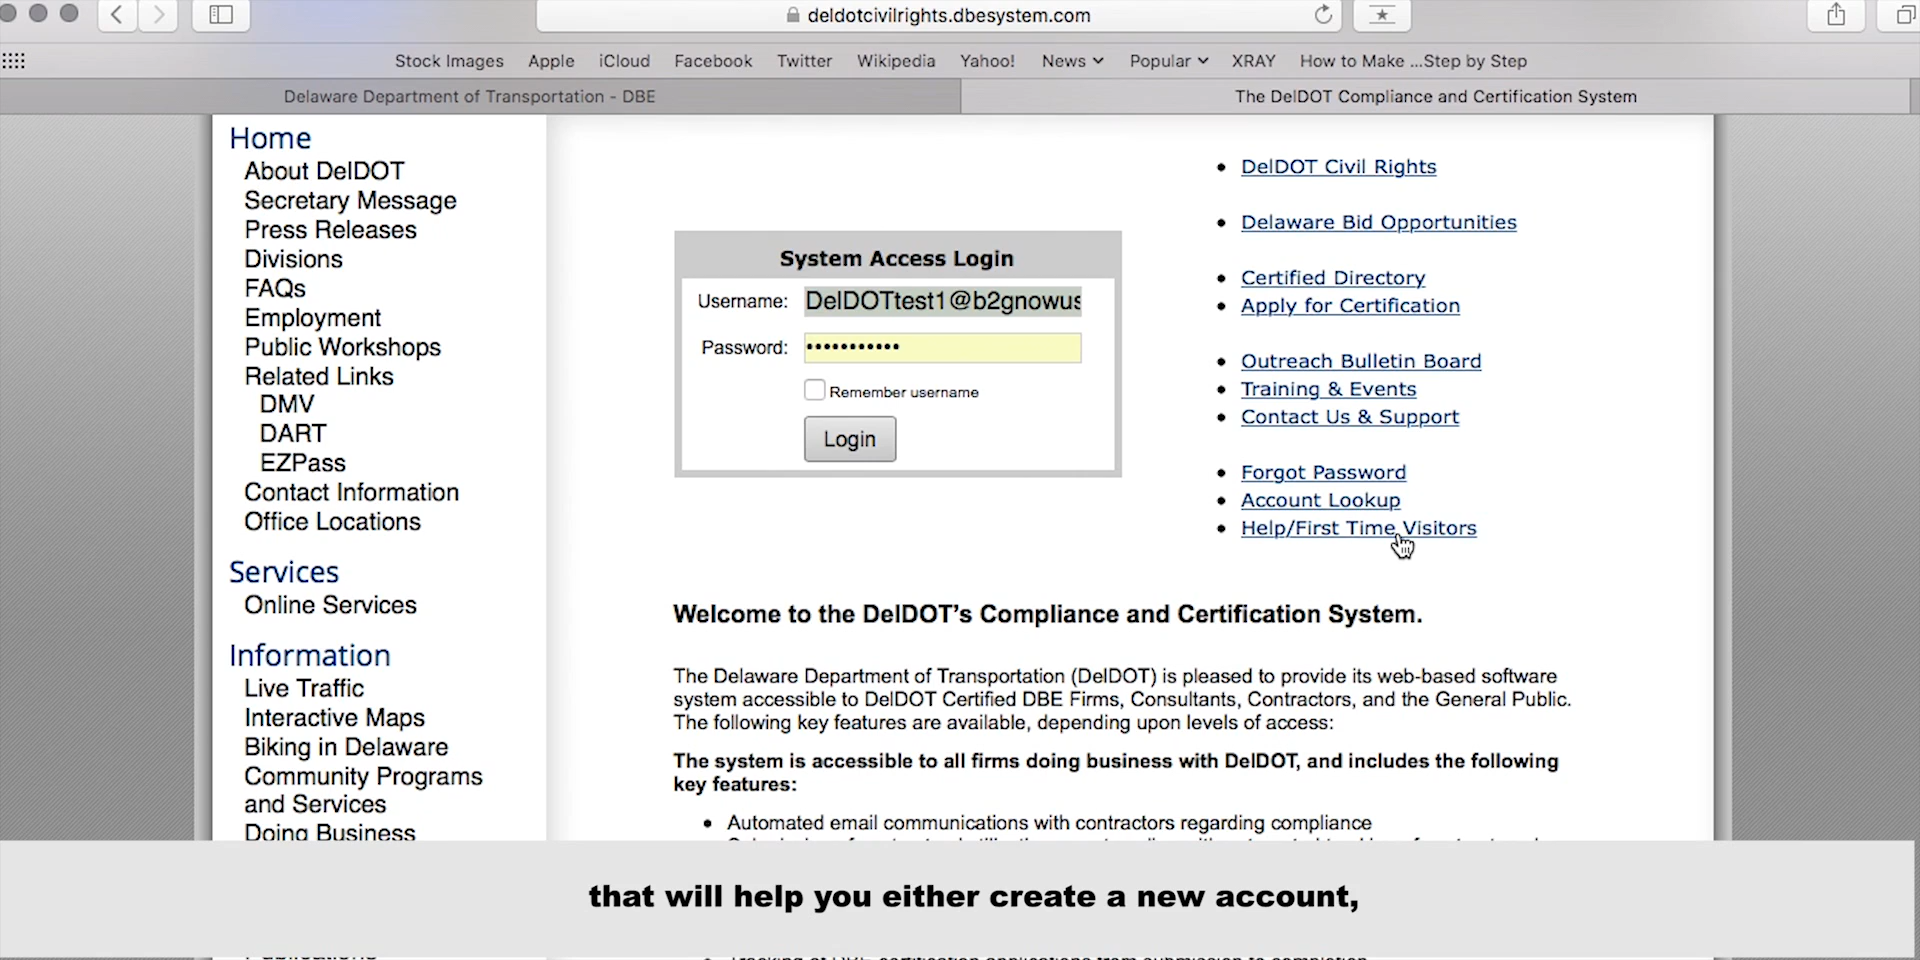 deldotcivilrights.dbesystem.com
Stock Images Apple iCloud Facebook Twitter Wikipedia Yahoo! News Popular XRAY How to Make ...Step by Step
Delaware Department of Transportation - DBE
The DelDOT Compliance and Certification System
Home
About DelDOT
Secretary Message
Press Releases
Divisions
FAQs
Employment
Public Workshops
Related Links
DMV
DART
EZPass
Contact Information
Office Locations
Services
Online Services
Information
Live Traffic
Interactive Maps
Biking in Delaware
Community Programs
and Services
Doing Business
System Access Login
Username: DelDOTtest1@b2gnowus
Password: •••••••••••
Remember username
Login
• DelDOT Civil Rights
• Delaware Bid Opportunities
• Certified Directory
• Apply for Certification
• Outreach Bulletin Board
• Training & Events
• Contact Us & Support
• Forgot Password
• Account Lookup
• Help/First Time Visitors
Welcome to the DelDOT's Compliance and Certification System.
The Delaware Department of Transportation (DelDOT) is pleased to provide its web-based software
system accessible to DelDOT Certified DBE Firms, Consultants, Contractors, and the General Public.
The following key features are available, depending upon levels of access:
The system is accessible to all firms doing business with DelDOT, and includes the following
key features:
• Automated email communications with contractors regarding compliance
that will help you either create a new account,